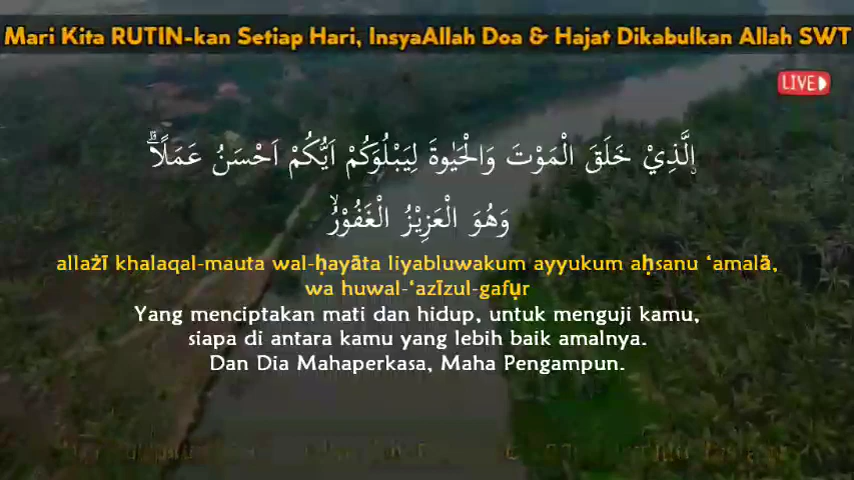 Mari Kita RUTIN-kan Setiap Hari, InsyaAllah Doa & Hajat Dikabulkan Allah SWT
LIVE
ࣙالَّذِيْ خَلَقَ الْمَوْتَ وَالْحَيٰوةَ لِيَبْلُوَكُمْ اَيُّكُمْ اَحْسَنُ عَمَلًاۗ
وَهُوَ الْعَزِيْزُ الْغَفُوْرُۙ
allażī khalaqal-mauta wal-ḥayāta liyabluwakum ayyukum aḥsanu ‘amalā,
wa huwal-‘azīzul-gafụr
Yang menciptakan mati dan hidup, untuk menguji kamu,
siapa di antara kamu yang lebih baik amalnya.
Dan Dia Mahaperkasa, Maha Pengampun.